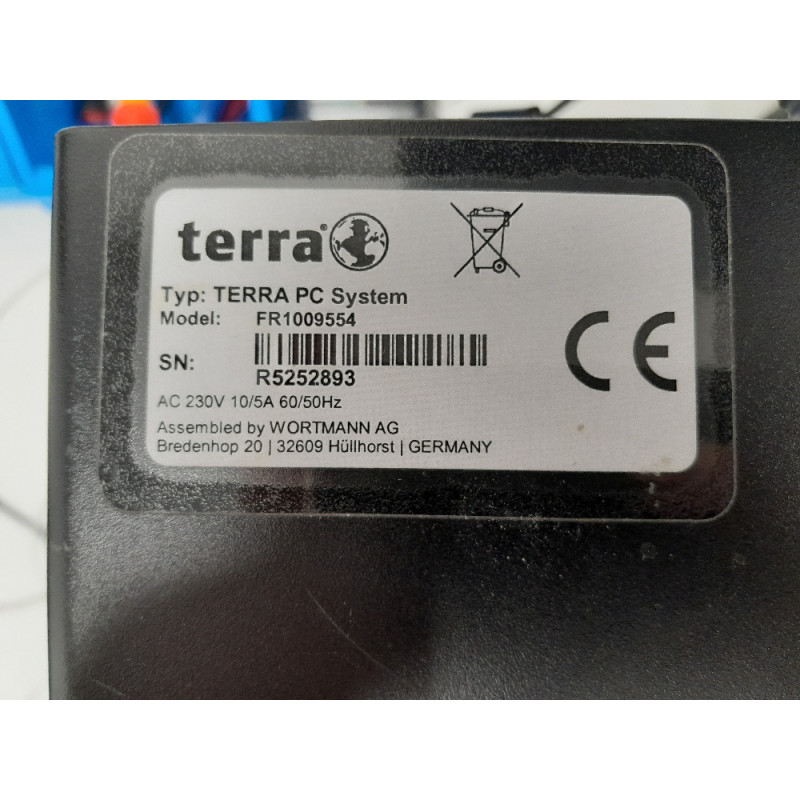 terra
Typ: TERRA PC System
Model: FR1009554
SN:
R5252893
AC 230V 10/5A 60/50Hz
Assembled by WORTMANN AG
Bredenhop 20 | 32609 Hüllhorst | GERMANY
CE